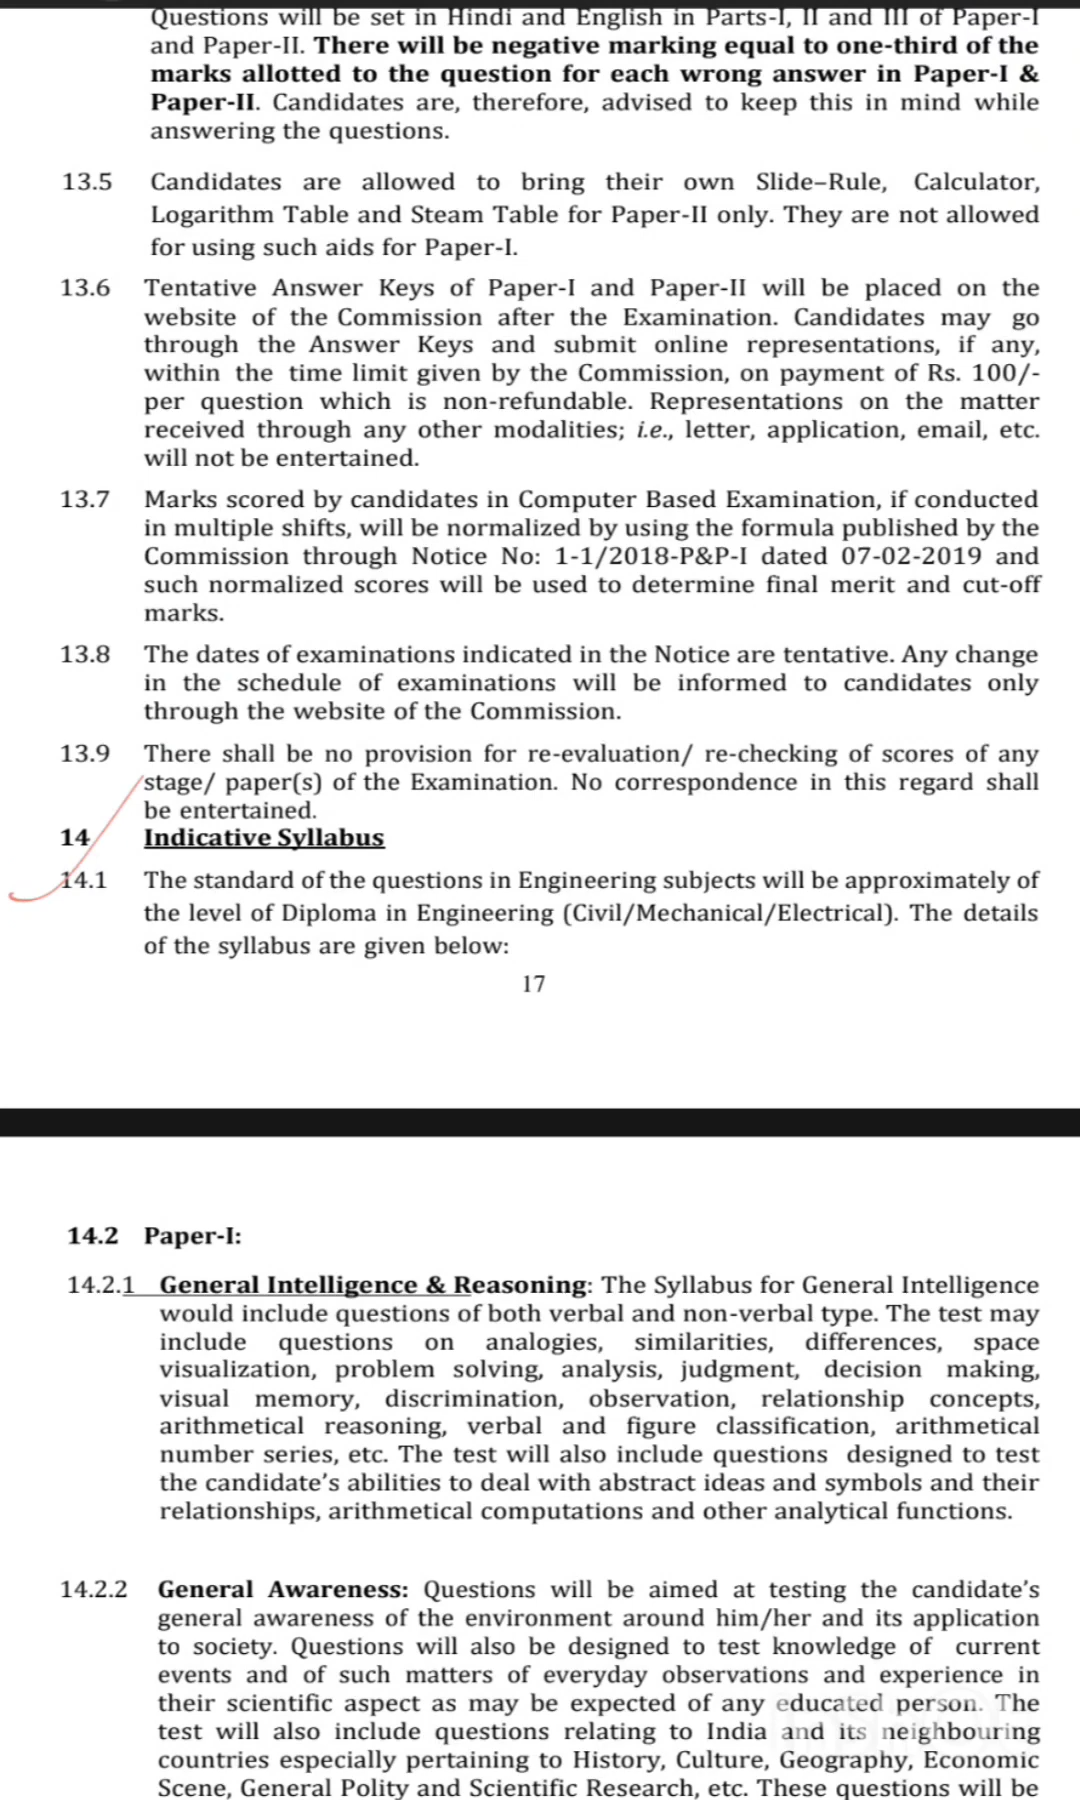 Questions will be set in Hindi and English in Parts-I, II and III of Paper-I
and Paper-II. There will be negative marking equal to one-third of the
marks allotted to the question for each wrong answer in Paper-I &
Paper-II. Candidates are, therefore, advised to keep this in mind while
answering the questions.
13.5 Candidates are allowed to bring their own Slide–Rule, Calculator,
Logarithm Table and Steam Table for Paper-II only. They are not allowed
for using such aids for Paper-I.
13.6 Tentative Answer Keys of Paper-I and Paper-II will be placed on the
website of the Commission after the Examination. Candidates may go
through the Answer Keys and submit online representations, if any,
within the time limit given by the Commission, on payment of Rs. 100/-
per question which is non-refundable. Representations on the matter
received through any other modalities; i.e., letter, application, email, etc.
will not be entertained.
13.7 Marks scored by candidates in Computer Based Examination, if conducted
in multiple shifts, will be normalized by using the formula published by the
Commission through Notice No: 1-1/2018-P&P-I dated 07-02-2019 and
such normalized scores will be used to determine final merit and cut-off
marks.
13.8 The dates of examinations indicated in the Notice are tentative. Any change
in the schedule of examinations will be informed to candidates only
through the website of the Commission.
13.9 There shall be no provision for re-evaluation/ re-checking of scores of any
stage/ paper(s) of the Examination. No correspondence in this regard shall
be entertained.
14 Indicative Syllabus
14.1 The standard of the questions in Engineering subjects will be approximately of
the level of Diploma in Engineering (Civil/Mechanical/Electrical). The details
of the syllabus are given below:
17
14.2 Paper-I:
14.2.1 General Intelligence & Reasoning: The Syllabus for General Intelligence
would include questions of both verbal and non-verbal type. The test may
include questions on analogies, similarities, differences, space
visualization, problem solving, analysis, judgment, decision making,
visual memory, discrimination, observation, relationship concepts,
arithmetical reasoning, verbal and figure classification, arithmetical
number series, etc. The test will also include questions designed to test
the candidate's abilities to deal with abstract ideas and symbols and their
relationships, arithmetical computations and other analytical functions.
14.2.2 General Awareness: Questions will be aimed at testing the candidate's
general awareness of the environment around him/her and its application
to society. Questions will also be designed to test knowledge of current
events and of such matters of everyday observations and experience in
their scientific aspect as may be expected of any educated person. The
test will also include questions relating to India and its neighbouring
countries especially pertaining to History, Culture, Geography, Economic
Scene, General Polity and Scientific Research, etc. These questions will be